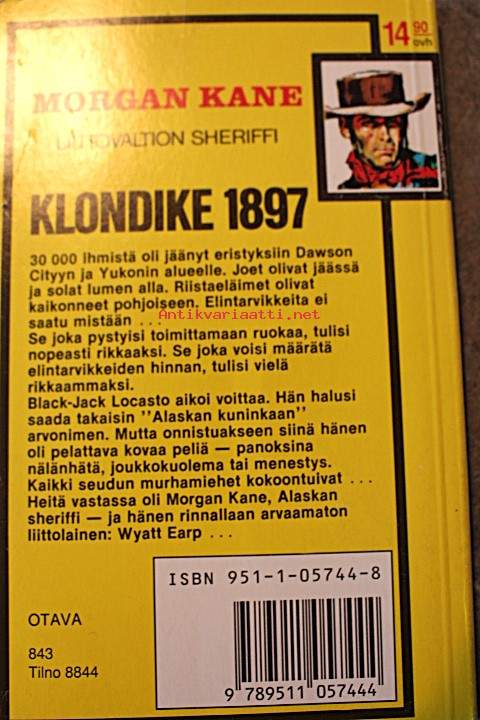 14 90
ovh
MORGAN KANE
LIITTOVALTION SHERIFFI
KLONDIKE 1897
30 000 ihmistä oli jäänyt eristyksiin Dawson
Cityyn ja Yukonin alueelle. Joet olivat jäässä
ja solat lumen alla. Riistaeläimet olivat
kaikonneet pohjoiseen. Elintarvikkeita ei
saatu mistään . . .
Antikvariaatti.net
Se joka pystyisi toimittamaan ruokaa, tulisi
nopeasti rikkaaksi. Se joka voisi määrätä
elintarvikkeiden hinnan, tulisi vielä
rikkaammaksi.
Black-Jack Locasto aikoi voittaa. Hän halusi
saada takaisin "Alaskan kuninkaan"
arvonimen. Mutta onnistuakseen siinä hänen
oli pelattava kovaa peliä — panoksina
nälänhätä, joukkokuolema tai menestys.
Kaikki seudun murhamiehet kokoontuivat . . .
Heitä vastassa oli Morgan Kane, Alaskan
sheriffi — ja hänen rinnallaan arvaamaton
liittolainen: Wyatt Earp . . .
ISBN 951-1-05744-8
OTAVA
843
Tilno 8844
9 789511 057444